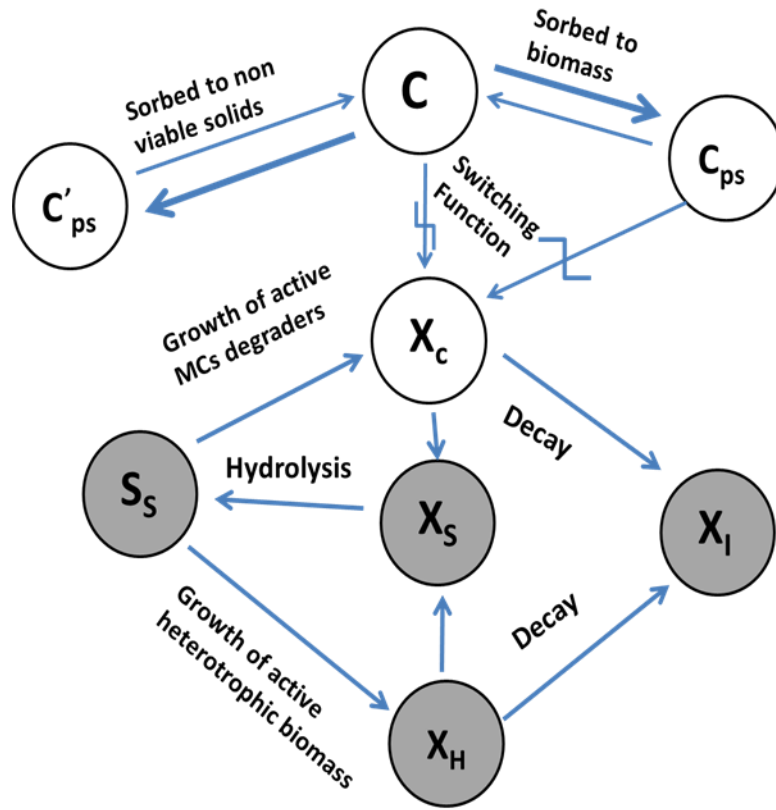 Sorbed to
biomass
C
Sorbed to non
viable solids
C'ps
Cps
Switching
Function
Growth of active
MCs degraders
Xc
Decay
SS
Hydrolysis
XS
XI
Growth of active
heterotrophic biomass
Decay
XH